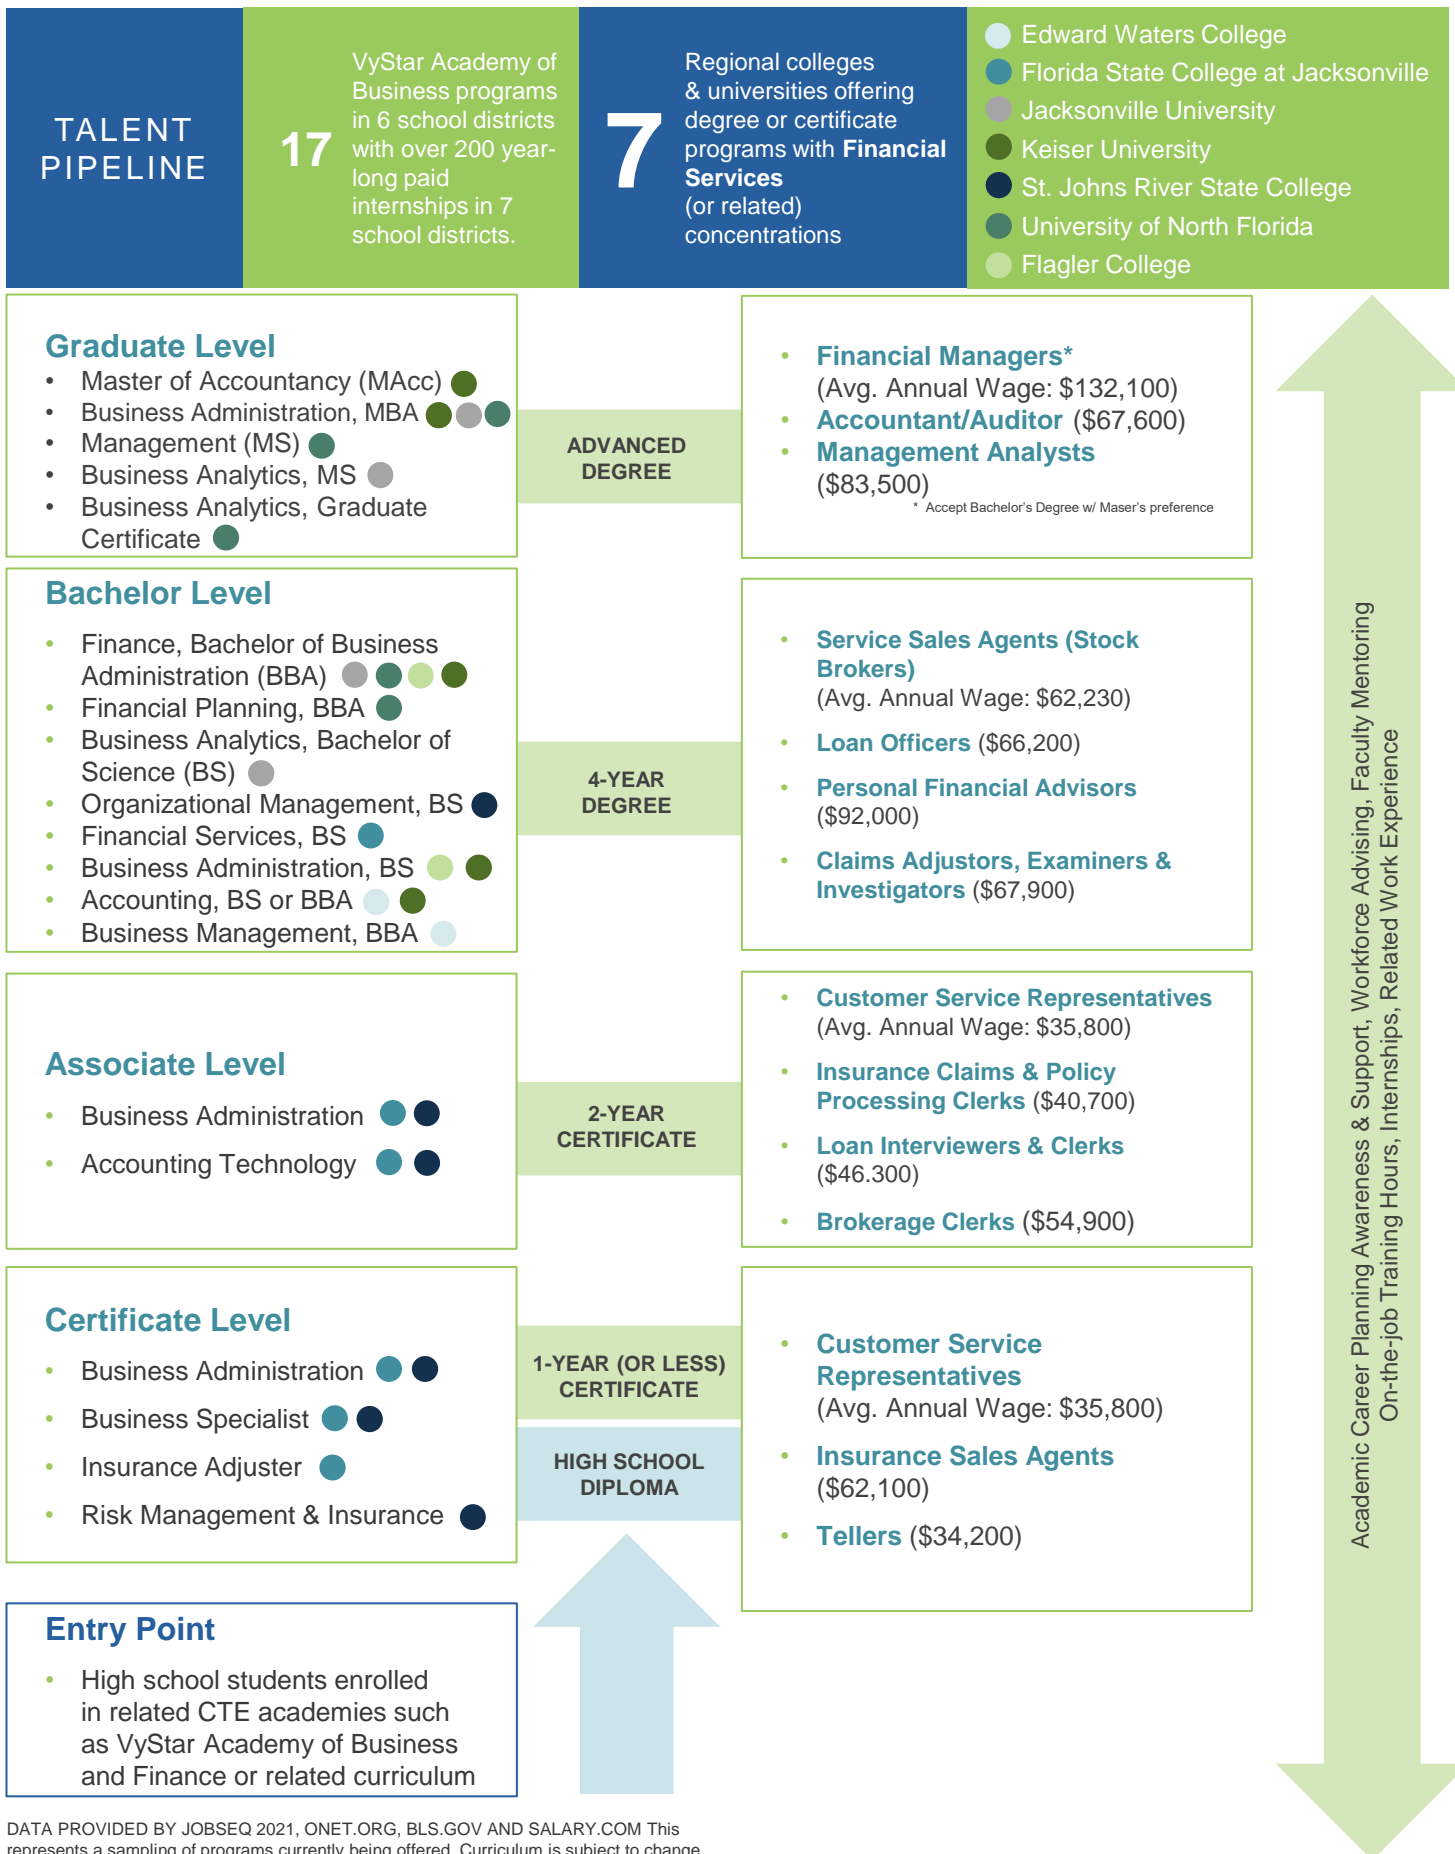 TALENT
PIPELINE
17
VyStar Academy of
Business programs
in 6 school districts
with over 200 year-
long paid
internships in 7
school districts.
7
Regional colleges
& universities offering
degree or certificate
programs with Financial
Services
(or related)
concentrations
Edward Waters College
Florida State College at Jacksonville
Jacksonville University
Keiser University
St. Johns River State College
University of North Florida
Flagler College
Graduate Level
• Master of Accountancy (MAcc)
• Business Administration, MBA
• Management (MS)
• Business Analytics, MS
• Business Analytics, Graduate
Certificate
ADVANCED
DEGREE
• Financial Managers*
(Avg. Annual Wage: $132,100)
• Accountant/Auditor ($67,600)
• Management Analysts
($83,500)
* Accept Bachelor's Degree w/ Maser's preference
Bachelor Level
• Finance, Bachelor of Business
Administration (BBA)
• Financial Planning, BBA
• Business Analytics, Bachelor of
Science (BS)
• Organizational Management, BS
• Financial Services, BS
• Business Administration, BS
• Accounting, BS or BBA
• Business Management, BBA
4-YEAR
DEGREE
• Service Sales Agents (Stock
Brokers)
(Avg. Annual Wage: $62,230)
• Loan Officers ($66,200)
• Personal Financial Advisors
($92,000)
• Claims Adjustors, Examiners &
Investigators ($67,900)
Associate Level
• Business Administration
• Accounting Technology
2-YEAR
CERTIFICATE
• Customer Service Representatives
(Avg. Annual Wage: $35,800)
• Insurance Claims & Policy
Processing Clerks ($40,700)
• Loan Interviewers & Clerks
($46.300)
• Brokerage Clerks ($54,900)
Certificate Level
• Business Administration
• Business Specialist
• Insurance Adjuster
• Risk Management & Insurance
1-YEAR (OR LESS)
CERTIFICATE
HIGH SCHOOL
DIPLOMA
• Customer Service
Representatives
(Avg. Annual Wage: $35,800)
• Insurance Sales Agents
($62,100)
• Tellers ($34,200)
Entry Point
• High school students enrolled
in related CTE academies such
as VyStar Academy of Business
and Finance or related curriculum
Academic Career Planning Awareness & Support, Workforce Advising, Faculty Mentoring
On-the-job Training Hours, Internships, Related Work Experience
DATA PROVIDED BY JOBSEQ 2021, ONET.ORG, BLS.GOV AND SALARY.COM This
represents a sampling of programs currently being offered. Curriculum is subject to change